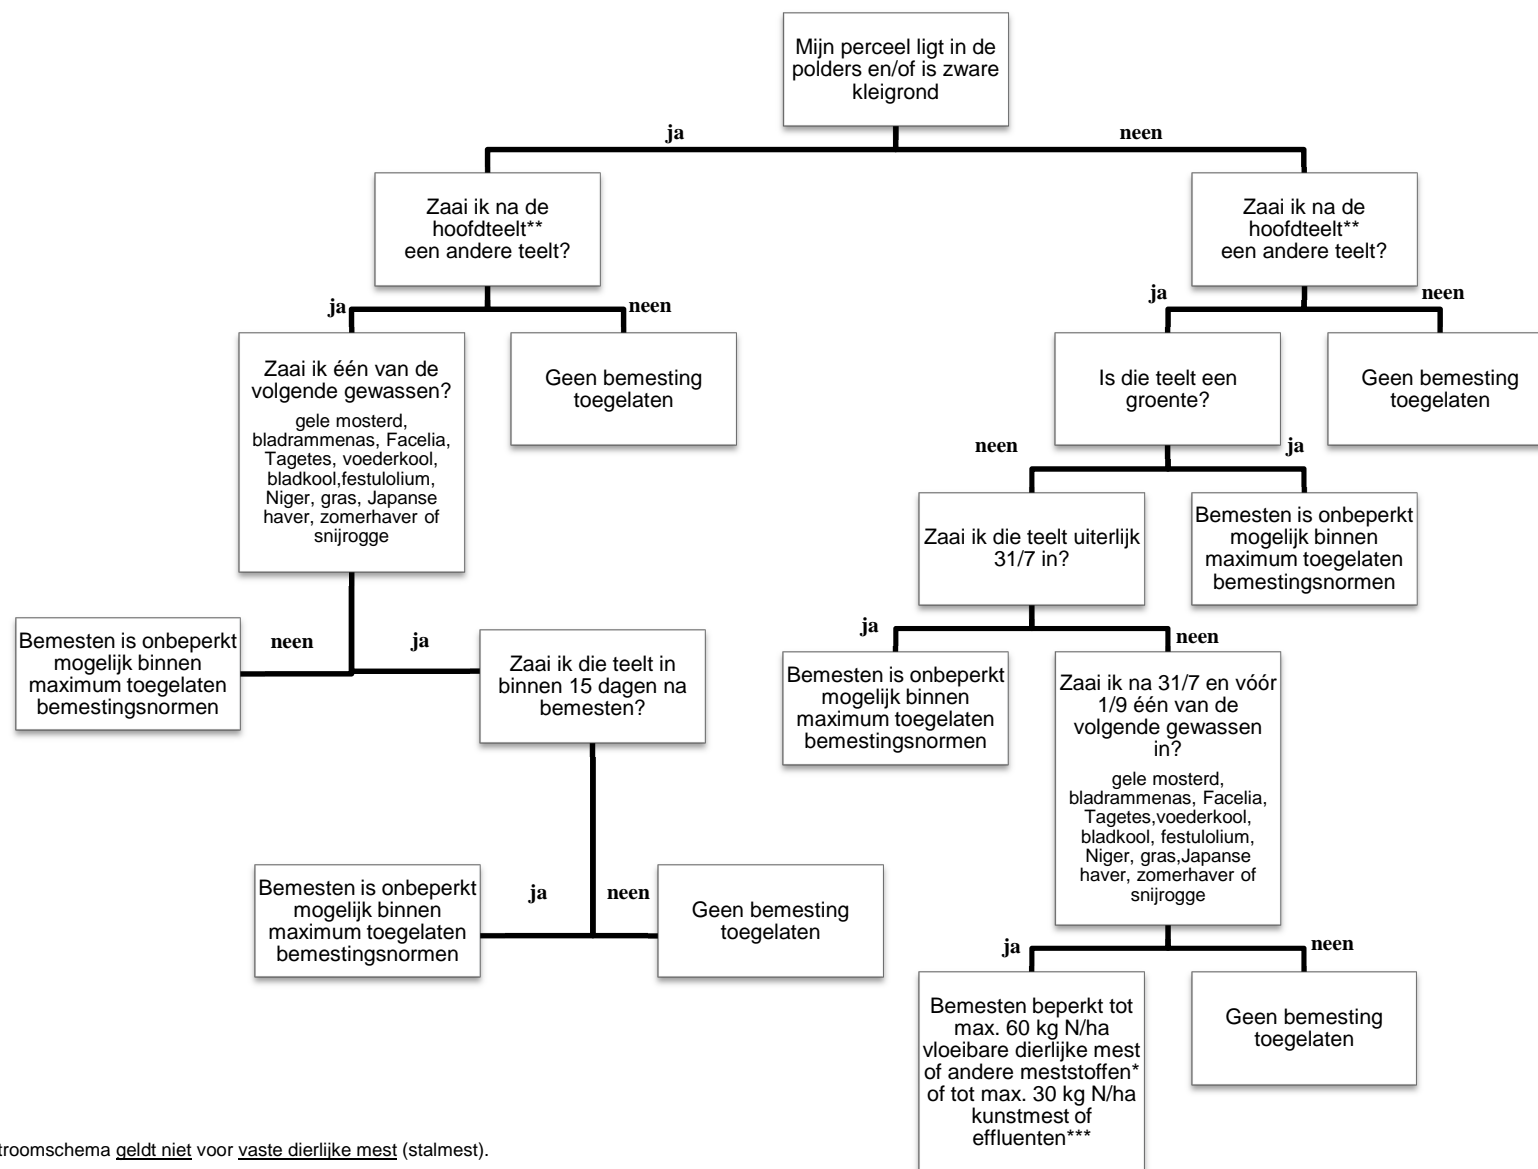 Mijn perceel ligt in de
polders en/of is zware
kleigrond
ja
neen
Zaai ik na de
hoofdteelt**
een andere teelt?
Zaai ik na de
hoofdteelt**
een andere teelt?
ja
neen
ja
neen
Zaai ik één van de
volgende gewassen?
gele mosterd,
bladrammenas, Facelia,
Tagetes, voederkool,
bladkool,festulolium,
Niger, gras, Japanse
haver, zomerhaver of
snijrogge
Geen bemesting
toegelaten
Is die teelt een
groente?
Geen bemesting
toegelaten
neen
ja
Zaai ik die teelt uiterlijk
31/7 in?
Bemesten is onbeperkt
mogelijk binnen
maximum toegelaten
bemestingsnormen
Bemesten is onbeperkt
mogelijk binnen
maximum toegelaten
bemestingsnormen
neen
ja
Zaai ik die teelt in
binnen 15 dagen na
bemesten?
ja
neen
Bemesten is onbeperkt
mogelijk binnen
maximum toegelaten
bemestingsnormen
Zaai ik na 31/7 en vóór
1/9 één van de
volgende gewassen
in?
gele mosterd,
bladrammenas, Facelia,
Tagetes,voederkool,
bladkool, festulolium,
Niger, gras,Japanse
haver, zomerhaver of
snijrogge
Bemesten is onbeperkt
mogelijk binnen
maximum toegelaten
bemestingsnormen
ja
neen
Geen bemesting
toegelaten
ja
neen
Bemesten beperkt tot
max. 60 kg N/ha
vloeibare dierlijke mest
of andere meststoffen*
of tot max. 30 kg N/ha
kunstmest of
effluenten***
Geen bemesting
toegelaten
troomschema geldt niet voor vaste dierlijke mest (stalmest).